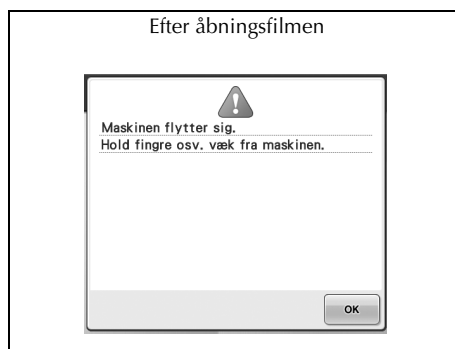 Efter åbningsfilmen
Maskinen flytter sig.
Hold fingre osv. væk fra maskinen.
OK